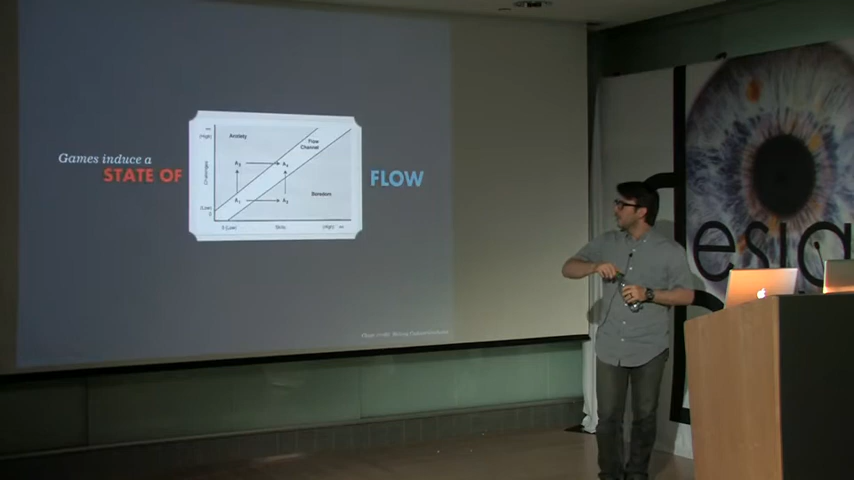 Games induce a
STATE OF
FLOW
∞
(High)
Challenges
(Low)
0
Anxiety
Flow
Channel
A3
A4
A1
A2
Boredom
0 (Low)
Skills
(High) ∞
esig